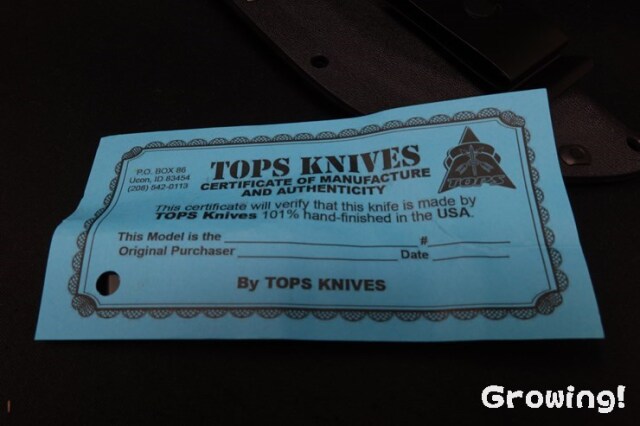 P.O. BOX 86
Ucon, ID 83454
(208) 542-0113
TOPS KNIVES
CERTIFICATE OF MANUFACTURE
AND AUTHENTICITY
TOPS
This certificate will verify that this knife is made by
TOPS Knives 101% hand-finished in the USA.
This Model is the # 
Original Purchaser Date
By TOPS KNIVES
Growing!